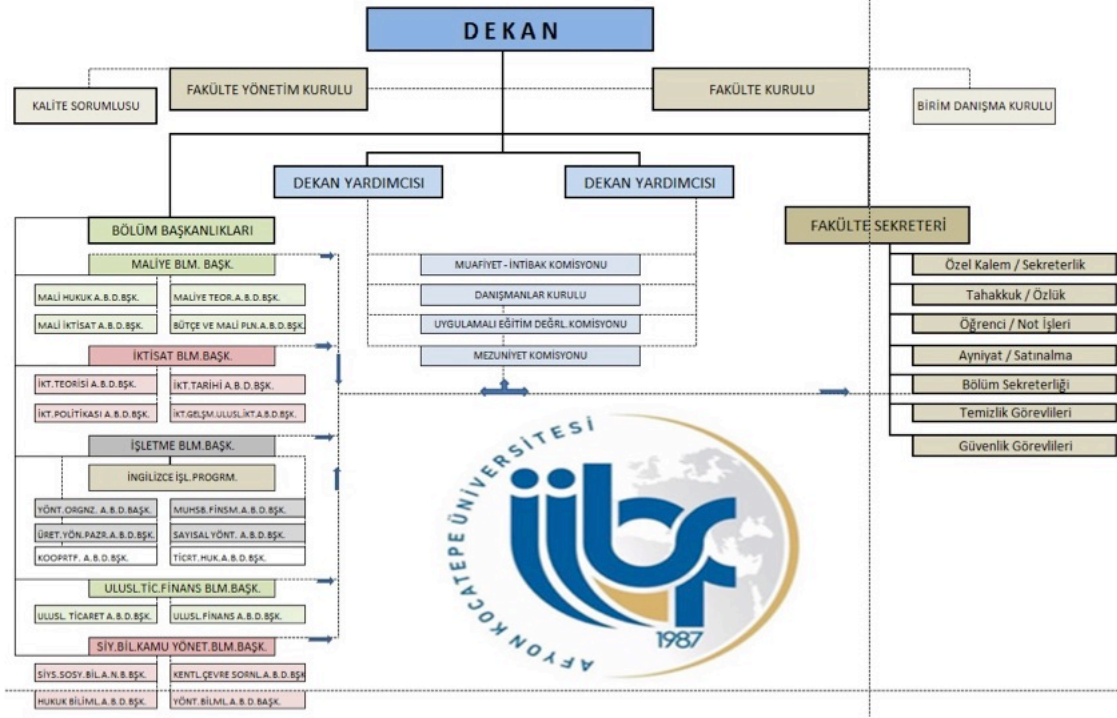 DEKAN
FAKÜLTE YÖNETİM KURULU
FAKÜLTE KURULU
KALİTE SORUMLUSU
BİRİM DANIŞMA KURULU
DEKAN YARDIMCISI
DEKAN YARDIMCISI
BÖLÜM BAŞKANLIKLARI
FAKÜLTE SEKRETERİ
MALİYE BLM. BAŞK.
MALİ HUKUK A.B.D.BŞK.
MALİYE TEOR.A.B.D.BŞK.
MALİ İKTİSAT A.B.D.BŞK.
BÜTÇE VE MALİ PLN.A.B.D.BŞK.
İKTİSAT BLM.BAŞK.
İKT.TEORİSİ A.B.D.BŞK.
İKT.TARİHİ A.B.D.BŞK.
İKT.POLİTİKASI A.B.D.BŞK.
İKT.GELŞM.ULUSL.İKT.A.B.D.BŞK.
İŞLETME BLM.BAŞK.
İNGİLİZCE İŞL.PROGRM.
YÖNT.ORGNZ. A.B.D.BAŞK.
MUHSB.FİNSM.A.B.D.BŞK.
ÜRET.YÖN.PAZR.A.B.D.BŞK.
SAYISAL YÖNT. A.B.D.BŞK.
KOOPRTF. A.B.D.BŞK.
TİCRT.HUK.A.B.D.BŞK.
ULUSL.TİC.FİNANS BLM.BAŞK.
ULUSL. TİCARET A.B.D.BŞK.
ULUSL.FİNANS A.B.D.BŞK.
SİY.BİL.KAMU YÖNET.BLM.BAŞK.
SİYS.SOSY.BİL.A.N.B.BŞK.
KENTL.ÇEVRE SORNL.A.B.D.BŞK
HUKUK BİLİML.A.B.D.BŞK.
YÖNT.BİLML.A.B.D.BAŞK.
MUAFİYET - İNTİBAK KOMİSYONU
DANIŞMANLAR KURULU
UYGULAMALI EĞİTİM DEĞRL.KOMİSYONU
MEZUNİYET KOMİSYONU
Özel Kalem / Sekreterlik
Tahakkuk / Özlük
Öğrenci / Not İşleri
Ayniyat / Satınalma
Bölüm Sekreterliği
Temizlik Görevlileri
Güvenlik Görevlileri
AFYON KOCATEPE ÜNİVERSİTESİ
iibf
1987